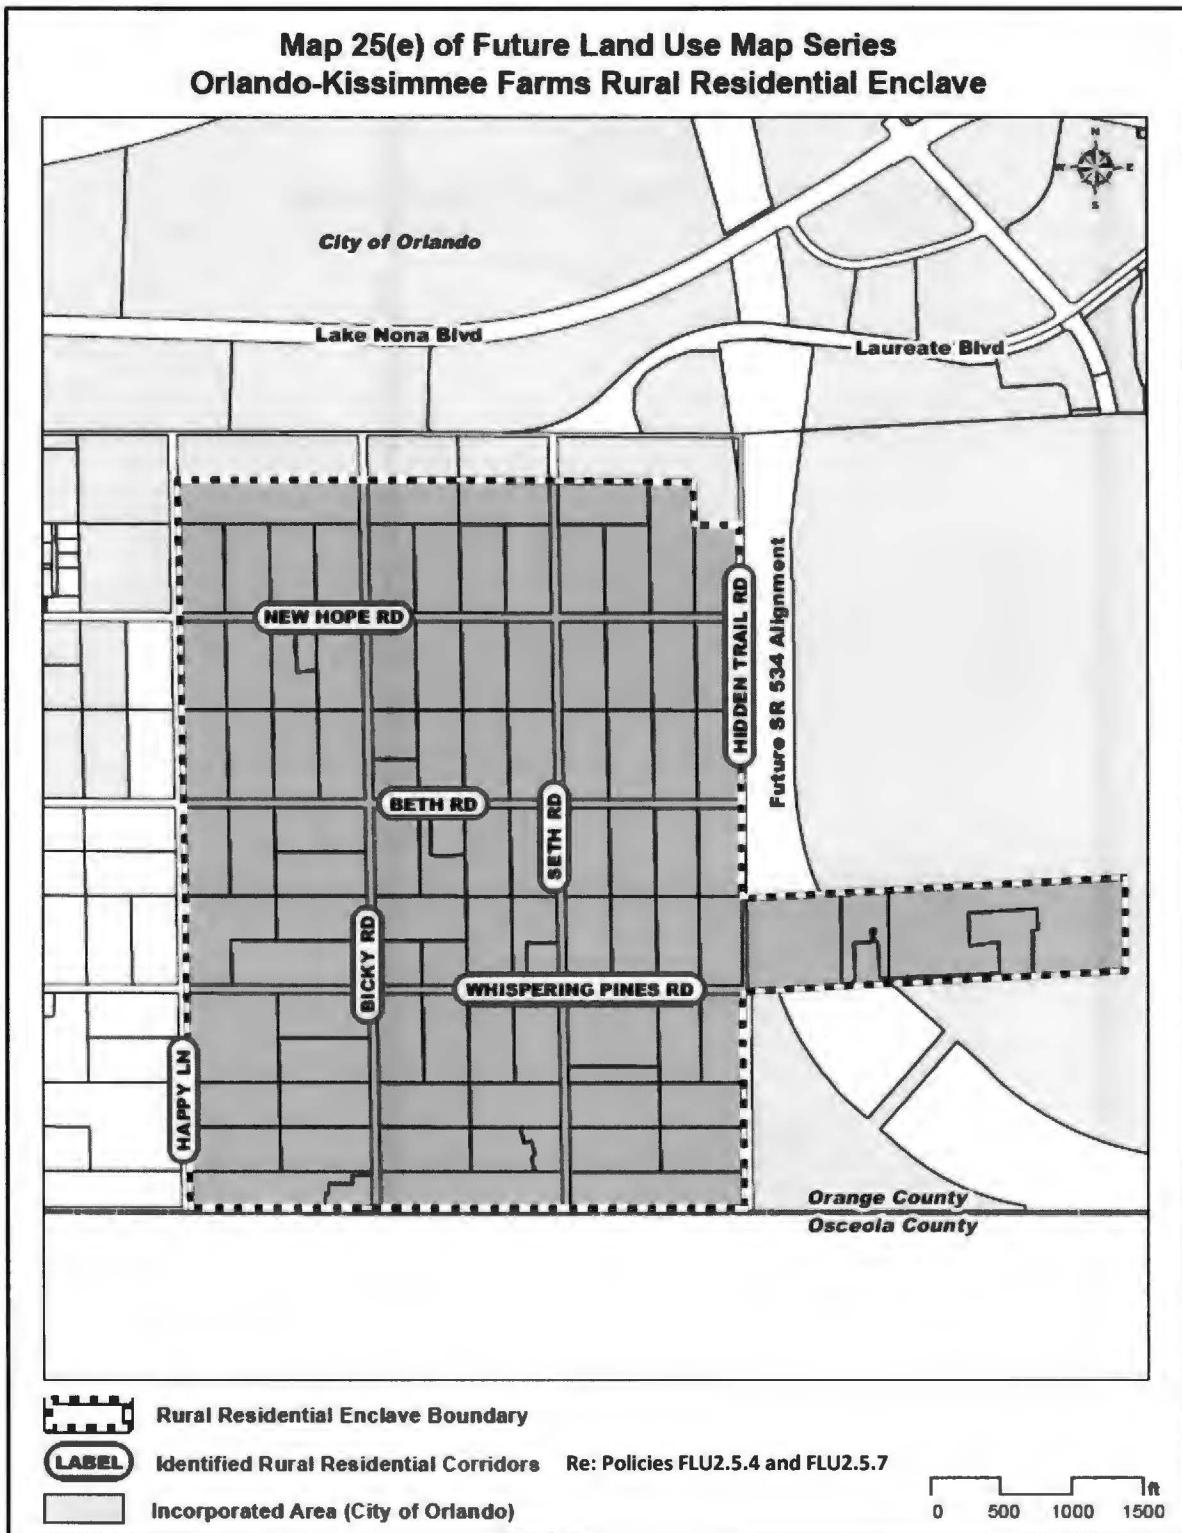 Map 25(e) of Future Land Use Map Series
Orlando-Kissimmee Farms Rural Residential Enclave
N
W E
S
City of Orlando
Lake Nona Blvd
Laureate Blvd
NEW HOPE RD
HIDDEN TRAIL RD
Future SR 534 Alignment
BETH RD
SETH RD
BICKY RD
WHISPERING PINES RD
HAPPY LN
Orange County
Osceola County
Rural Residential Enclave Boundary
LABEL Identified Rural Residential Corridors Re: Policies FLU2.5.4 and FLU2.5.7
Incorporated Area (City of Orlando)
ft
0 500 1000 1500